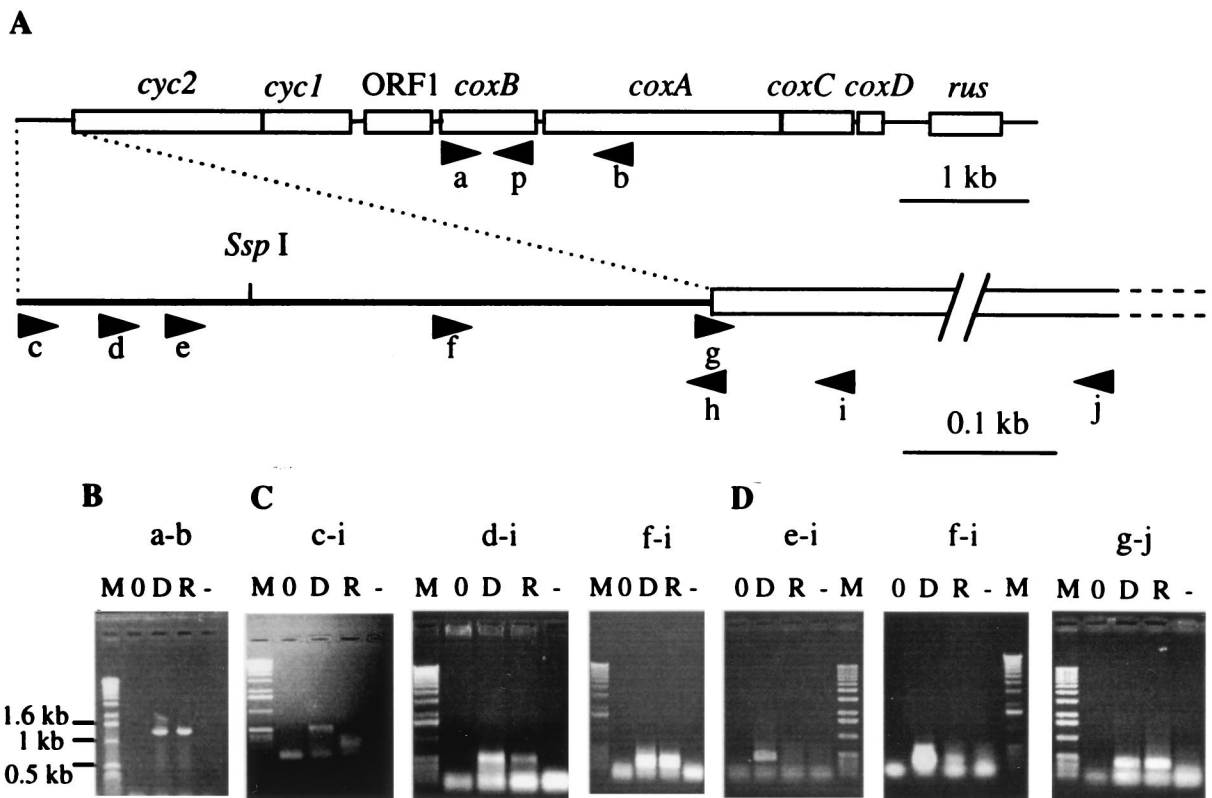 A
cyc2 cyc1 ORF1 coxB coxA coxC coxD rus
a p b
1 kb
Ssp I
c d e f g
h i j
0.1 kb
B C D
a-b c-i d-i f-i e-i f-i g-j
M 0 D R - M 0 D R - M 0 D R - M 0 D R - 0 D R - M 0 D R - M M 0 D R -
1.6 kb
1 kb
0.5 kb